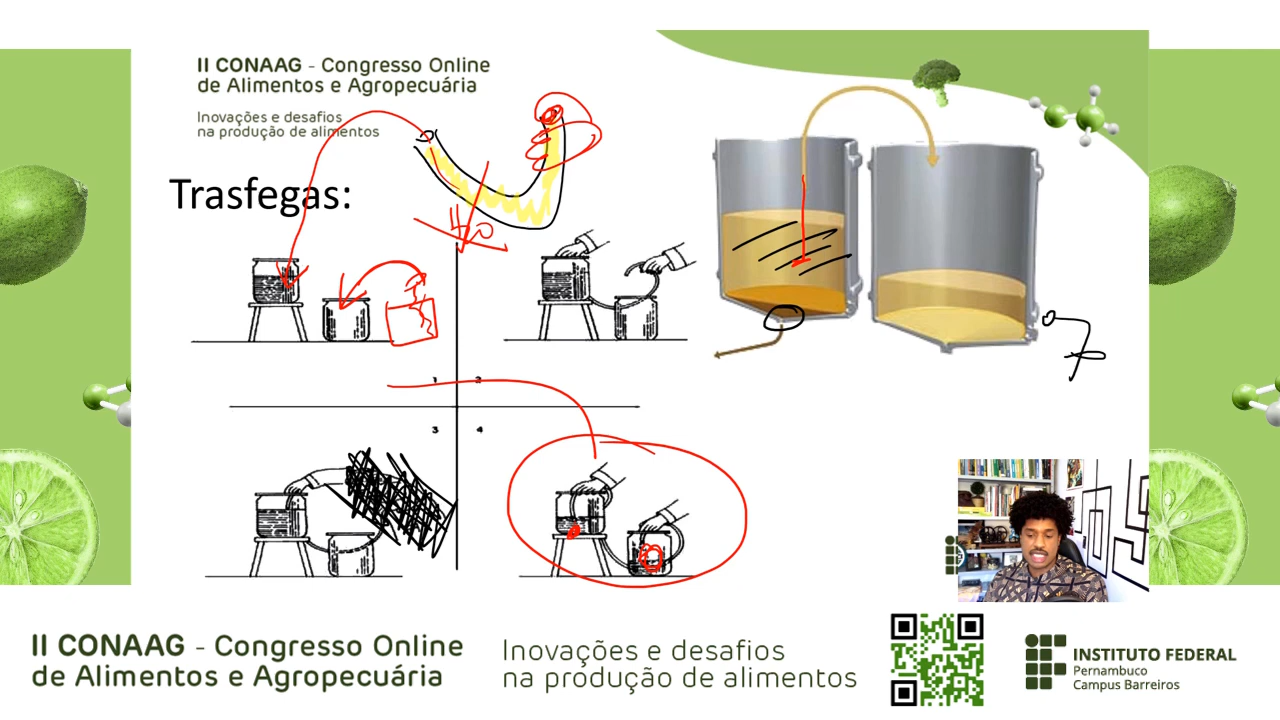 II CONAAG - Congresso Online
de Alimentos e Agropecuária
Inovações e desafios
na produção de alimentos
Trasfegas:
1 2
3 4
II CONAAG - Congresso Online
de Alimentos e Agropecuária
Inovações e desafios
na produção de alimentos
INSTITUTO FEDERAL
Pernambuco
Campus Barreiros